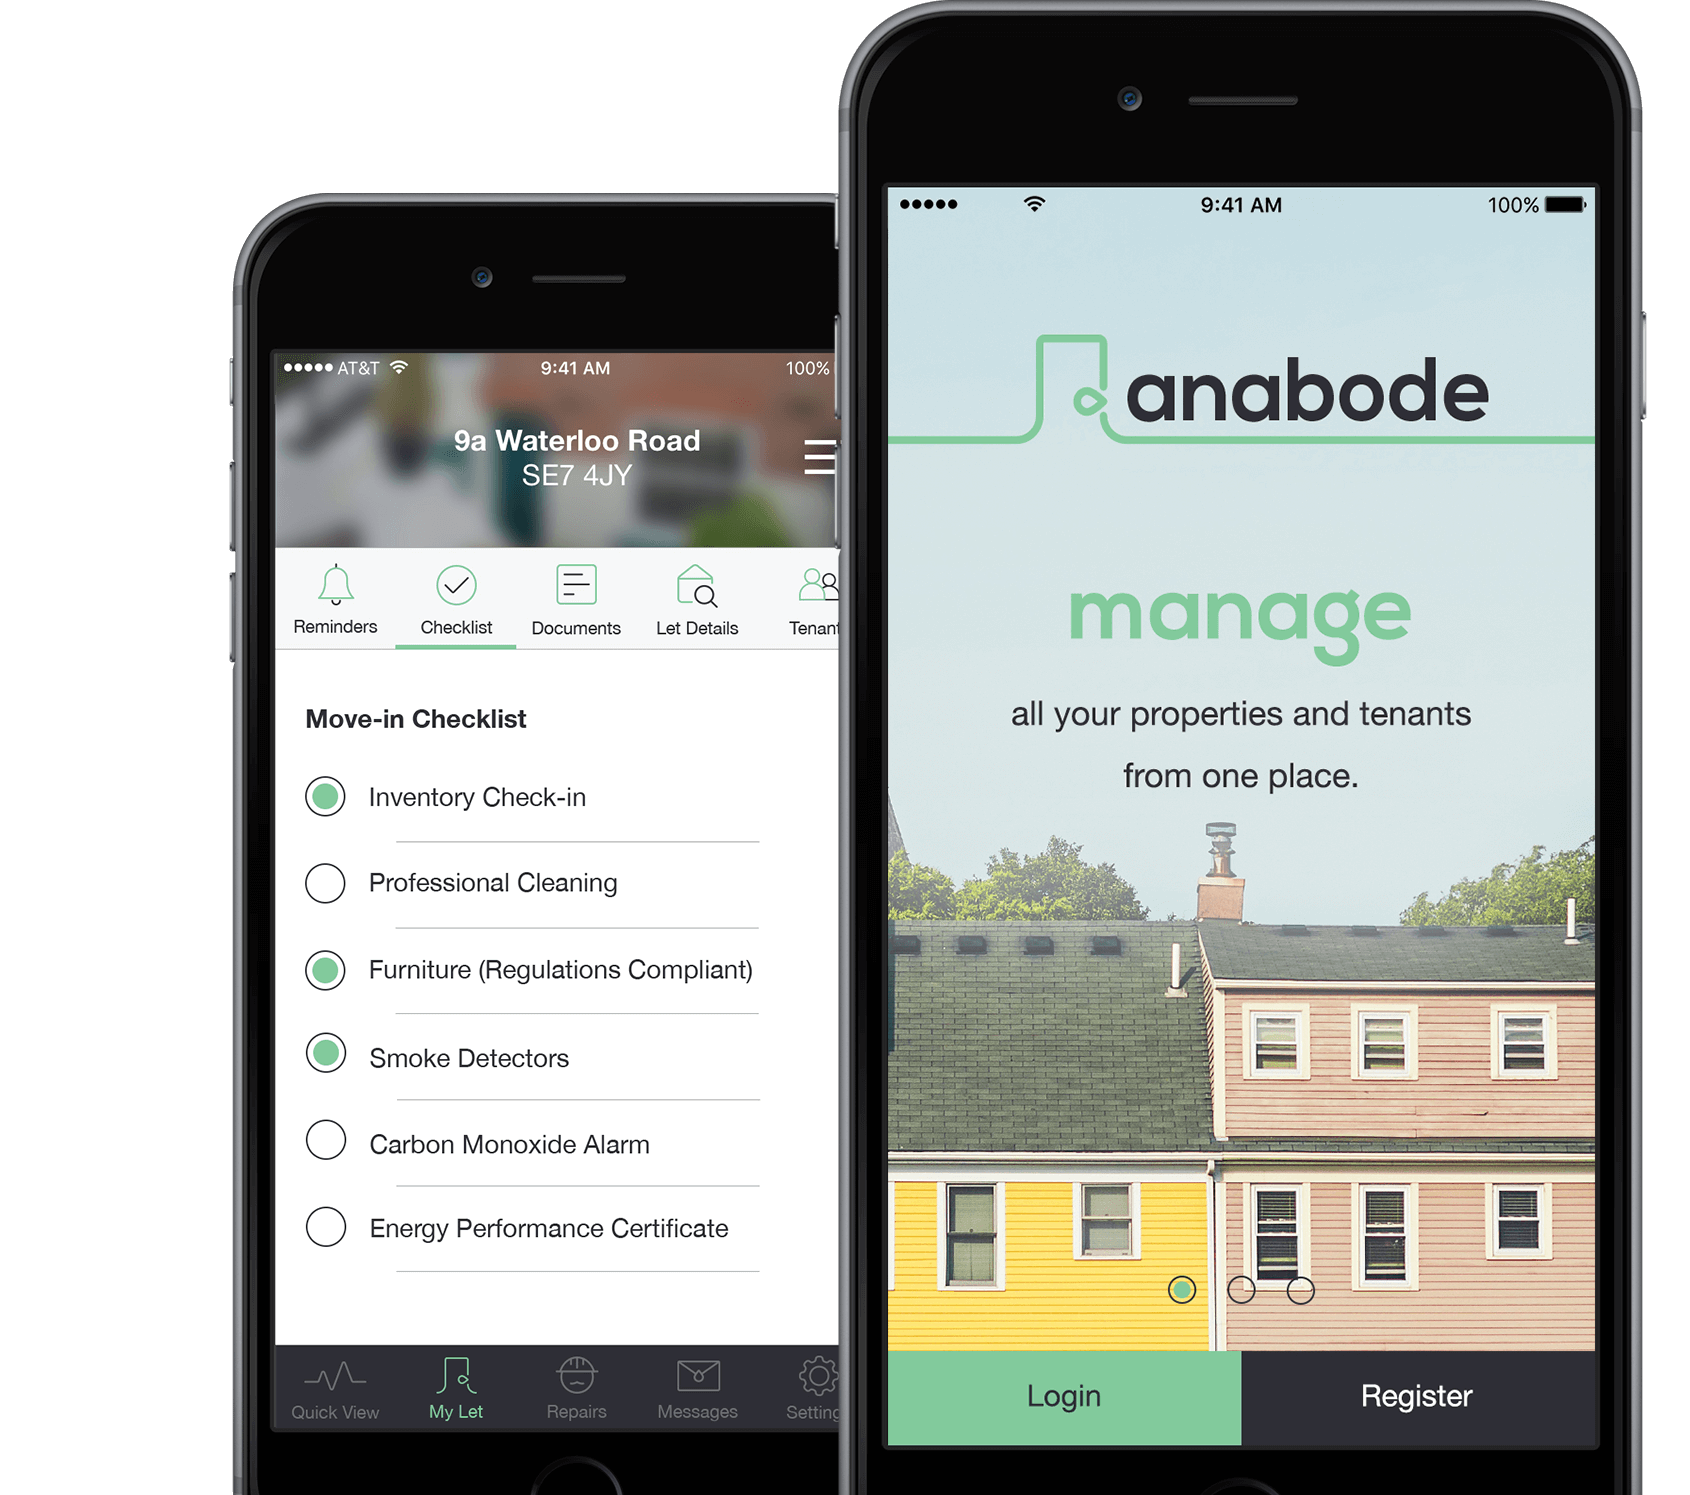 AT&T 9:41 AM 100%
9a Waterloo Road
SE7 4JY
Reminders Checklist Documents Let Details Tenant
Move-in Checklist
Inventory Check-in
Professional Cleaning
Furniture (Regulations Compliant)
Smoke Detectors
Carbon Monoxide Alarm
Energy Performance Certificate
Quick View My Let Repairs Messages Setting
9:41 AM 100%
anabode
manage
all your properties and tenants
from one place.
Login Register